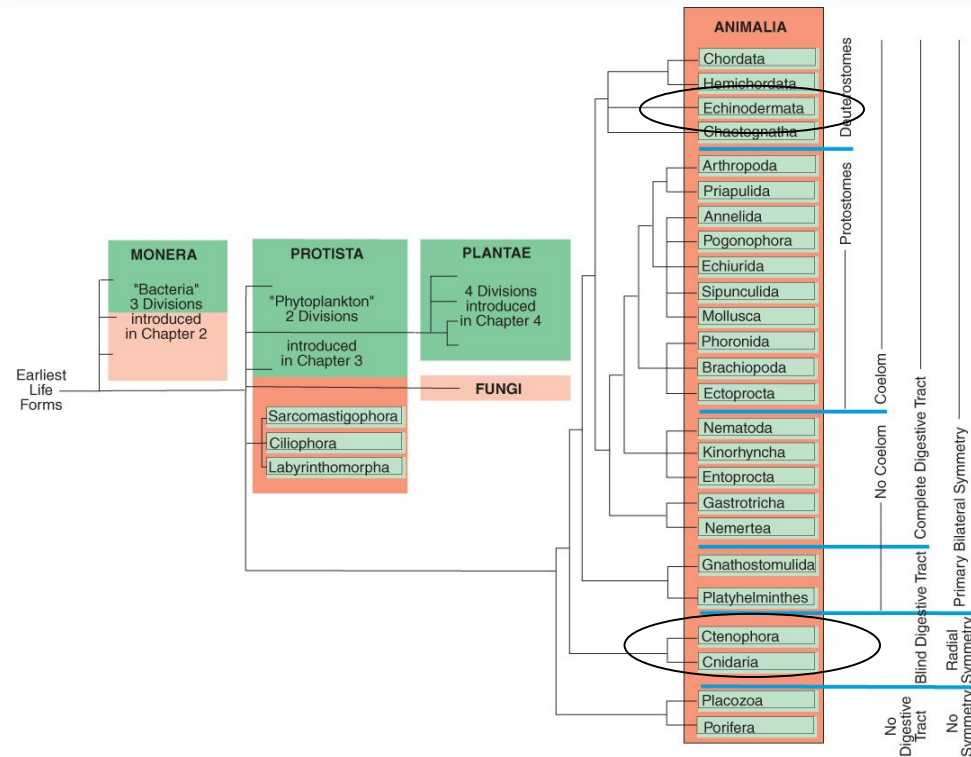 ANIMALIA
Chordata
Hemichordata
Echinodermata
Chaetognatha
Arthropoda
Priapulida
Annelida
Pogonophora
Echiurida
Sipunculida
Mollusca
Phoronida
Brachiopoda
Ectoprocta
Nematoda
Kinorhyncha
Entoprocta
Gastrotricha
Nemertea
Gnathostomulida
Platyhelminthes
Ctenophora
Cnidaria
Placozoa
Porifera
MONERA
"Bacteria"
3 Divisions
introduced
in Chapter 2
PROTISTA
"Phytoplankton"
2 Divisions
introduced
in Chapter 3
Sarcomastigophora
Ciliophora
Labyrinthomorpha
PLANTAE
4 Divisions
introduced
in Chapter 4
FUNGI
Earliest
Life
Forms
Deuterostomes
Protostomes
Coelom
No Coelom
Complete Digestive Tract
Blind Digestive Tract
No
Digestive
Tract
Primary Bilateral Symmetry
Radial
Symmetry
No
Symmetry